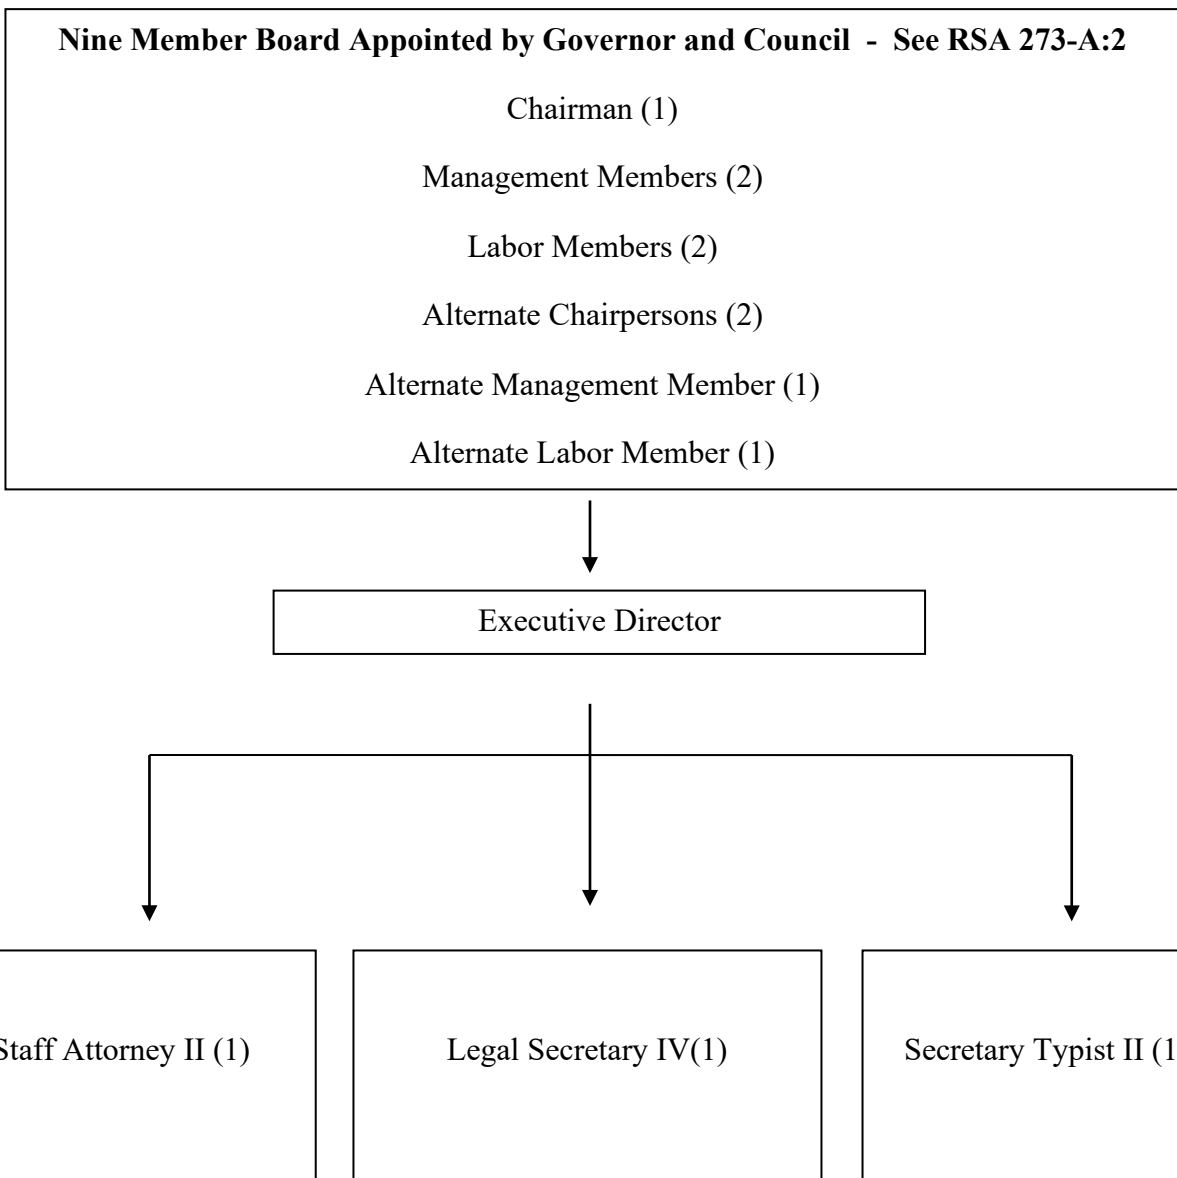 Nine Member Board Appointed by Governor and Council - See RSA 273-A:2
Chairman (1)
Management Members (2)
Labor Members (2)
Alternate Chairpersons (2)
Alternate Management Member (1)
Alternate Labor Member (1)
Executive Director
Staff Attorney II (1)
Legal Secretary IV(1)
Secretary Typist II (1